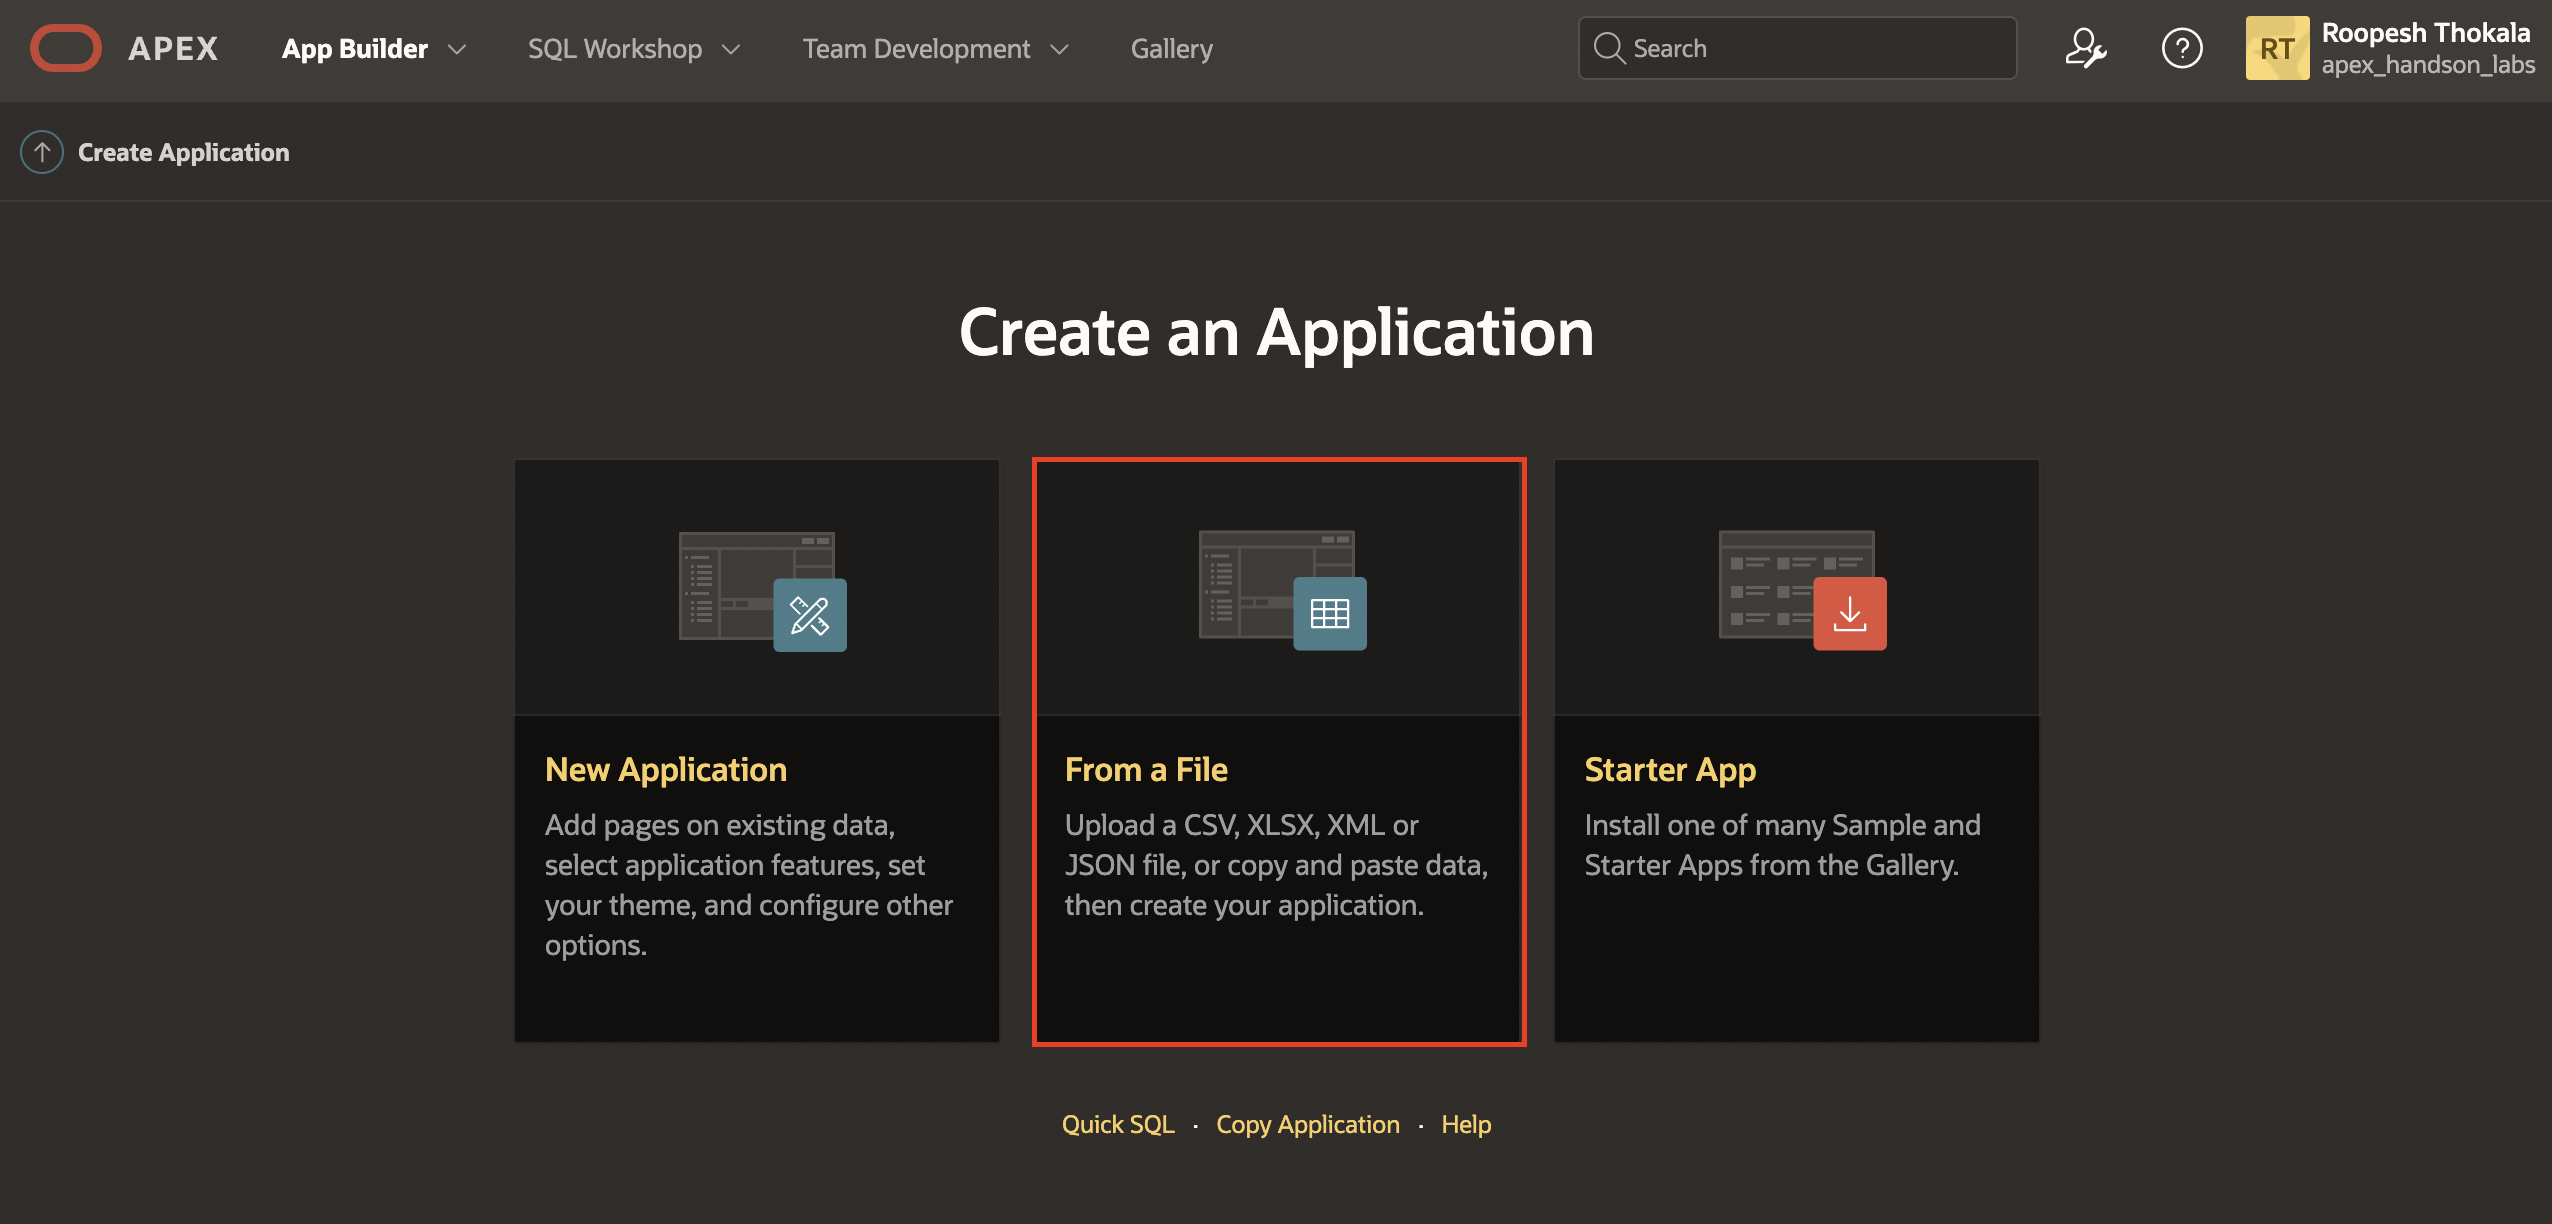 APEX App Builder SQL Workshop Team Development Gallery Search RT Roopesh Thokala
apex_handson_labs
Create Application
Create an Application
New Application
Add pages on existing data,
select application features, set
your theme, and configure other
options.
From a File
Upload a CSV, XLSX, XML or
JSON file, or copy and paste data,
then create your application.
Starter App
Install one of many Sample and
Starter Apps from the Gallery.
Quick SQL · Copy Application · Help